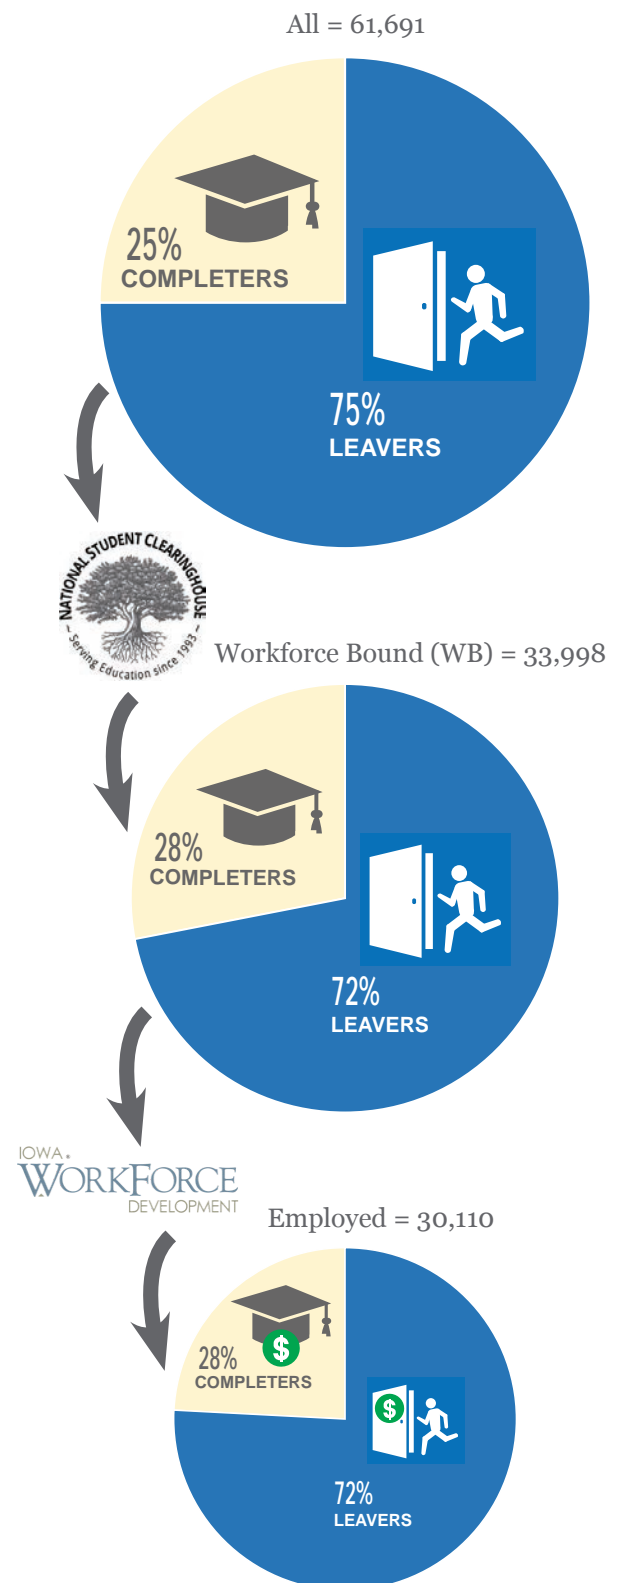 All = 61,691
25%
COMPLETERS
75%
LEAVERS
NATIONAL STUDENT CLEARINGHOUSE
~ Serving Education since 1993 ~
Workforce Bound (WB) = 33,998
28%
COMPLETERS
72%
LEAVERS
IOWA
WORKFORCE
DEVELOPMENT
Employed = 30,110
$
28%
COMPLETERS
$
72%
LEAVERS